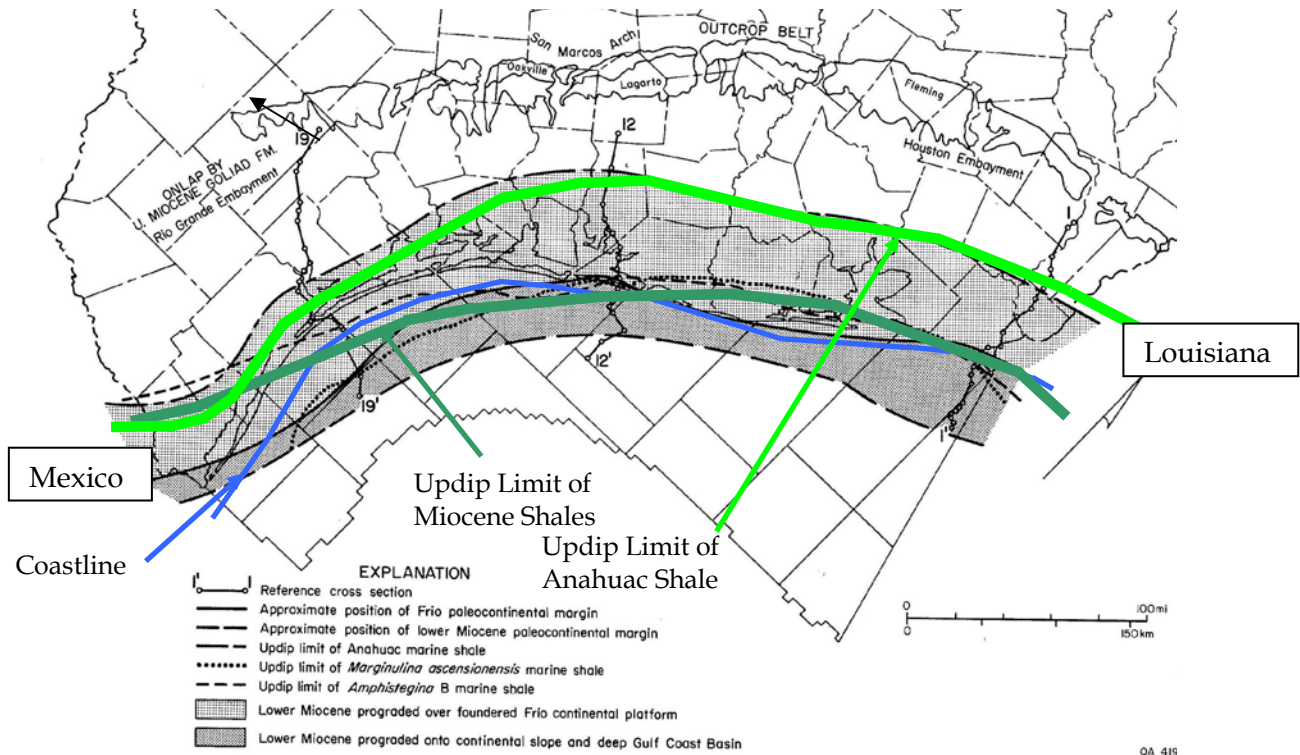 OUTCROP BELT
San Marcos Arch
Oakville
Lagarto
Fleming
12
19
ONLAP BY
U. MIOCENE GOLIAD FM.
Rio Grande Embayment
Houston Embayment
1
12'
19'
1'
Louisiana
Mexico
Updip Limit of
Miocene Shales
Updip Limit of
Anahuac Shale
Coastline
EXPLANATION
1 1' Reference cross section
Approximate position of Frio paleocontinental margin
Approximate position of lower Miocene paleocontinental margin
Updip limit of Anahuac marine shale
Updip limit of Marginulina ascensionensis marine shale
Updip limit of Amphistegina B marine shale
Lower Miocene prograded over foundered Frio continental platform
Lower Miocene prograded onto continental slope and deep Gulf Coast Basin
0 100 mi
0 150 km
QA 419